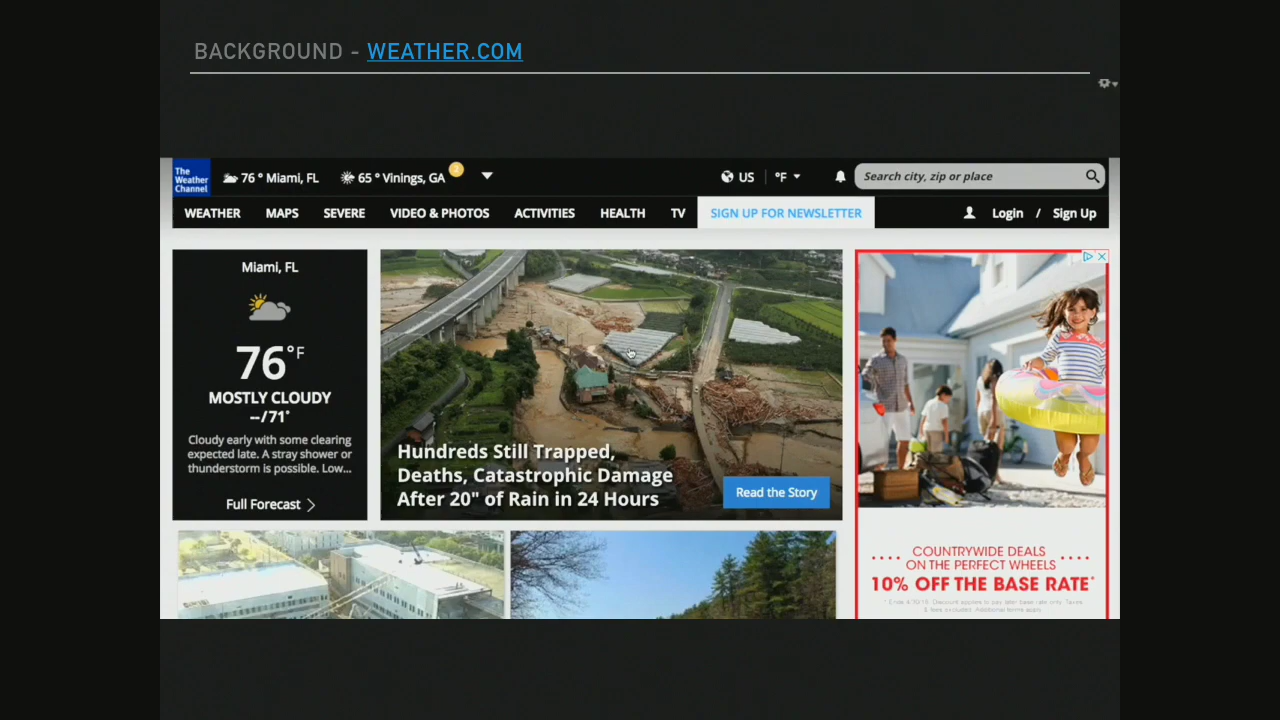 BACKGROUND - WEATHER.COM
The
Weather
Channel
76 ° Miami, FL
65 ° Vinings, GA
2
US
°F
Search city, zip or place
WEATHER
MAPS
SEVERE
VIDEO & PHOTOS
ACTIVITIES
HEALTH
TV
SIGN UP FOR NEWSLETTER
Login / Sign Up
Miami, FL
76°F
MOSTLY CLOUDY
--/71°
Cloudy early with some clearing
expected late. A stray shower or
thunderstorm is possible. Low...
Full Forecast
Hundreds Still Trapped,
Deaths, Catastrophic Damage
After 20" of Rain in 24 Hours
Read the Story
COUNTRYWIDE DEALS
ON THE PERFECT WHEELS
10% OFF THE BASE RATE*